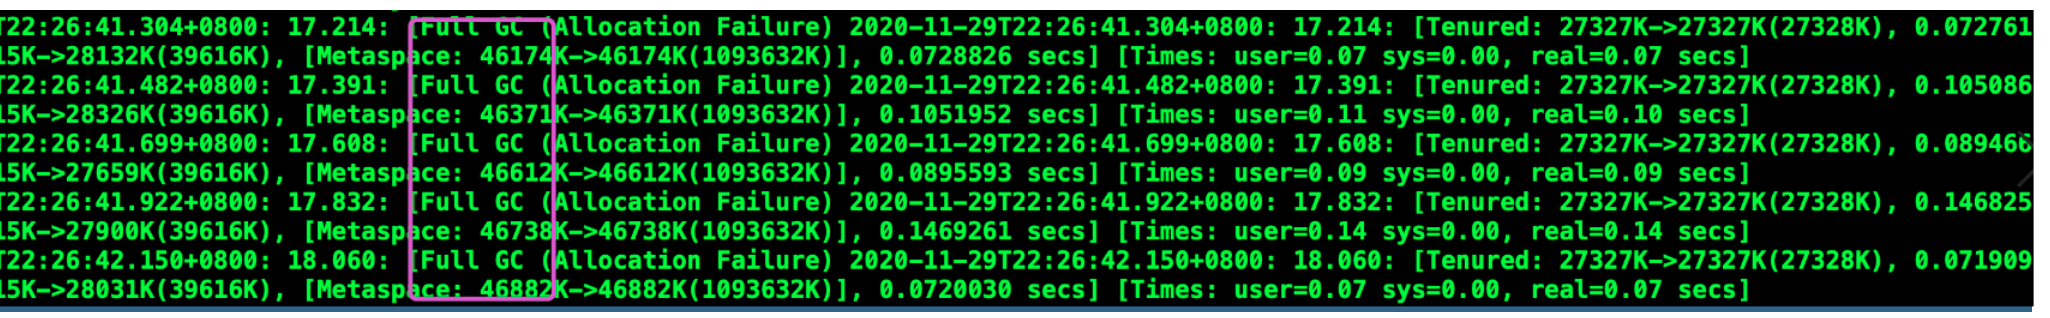 T22:26:41.304+0800: 17.214: [Full GC (Allocation Failure) 2020-11-29T22:26:41.304+0800: 17.214: [Tenured: 27327K->27327K(27328K), 0.072761
15K->28132K(39616K), [Metaspace: 46174K->46174K(1093632K)], 0.0728826 secs] [Times: user=0.07 sys=0.00, real=0.07 secs]
T22:26:41.482+0800: 17.391: [Full GC (Allocation Failure) 2020-11-29T22:26:41.482+0800: 17.391: [Tenured: 27327K->27327K(27328K), 0.105086
15K->28326K(39616K), [Metaspace: 46371K->46371K(1093632K)], 0.1051952 secs] [Times: user=0.11 sys=0.00, real=0.10 secs]
T22:26:41.699+0800: 17.608: [Full GC (Allocation Failure) 2020-11-29T22:26:41.699+0800: 17.608: [Tenured: 27327K->27327K(27328K), 0.089466
15K->27659K(39616K), [Metaspace: 46612K->46612K(1093632K)], 0.0895593 secs] [Times: user=0.09 sys=0.00, real=0.09 secs]
T22:26:41.922+0800: 17.832: [Full GC (Allocation Failure) 2020-11-29T22:26:41.922+0800: 17.832: [Tenured: 27327K->27327K(27328K), 0.146825
15K->27900K(39616K), [Metaspace: 46738K->46738K(1093632K)], 0.1469261 secs] [Times: user=0.14 sys=0.00, real=0.14 secs]
T22:26:42.150+0800: 18.060: [Full GC (Allocation Failure) 2020-11-29T22:26:42.150+0800: 18.060: [Tenured: 27327K->27327K(27328K), 0.071909
15K->28031K(39616K), [Metaspace: 46882K->46882K(1093632K)], 0.0720030 secs] [Times: user=0.07 sys=0.00, real=0.07 secs]